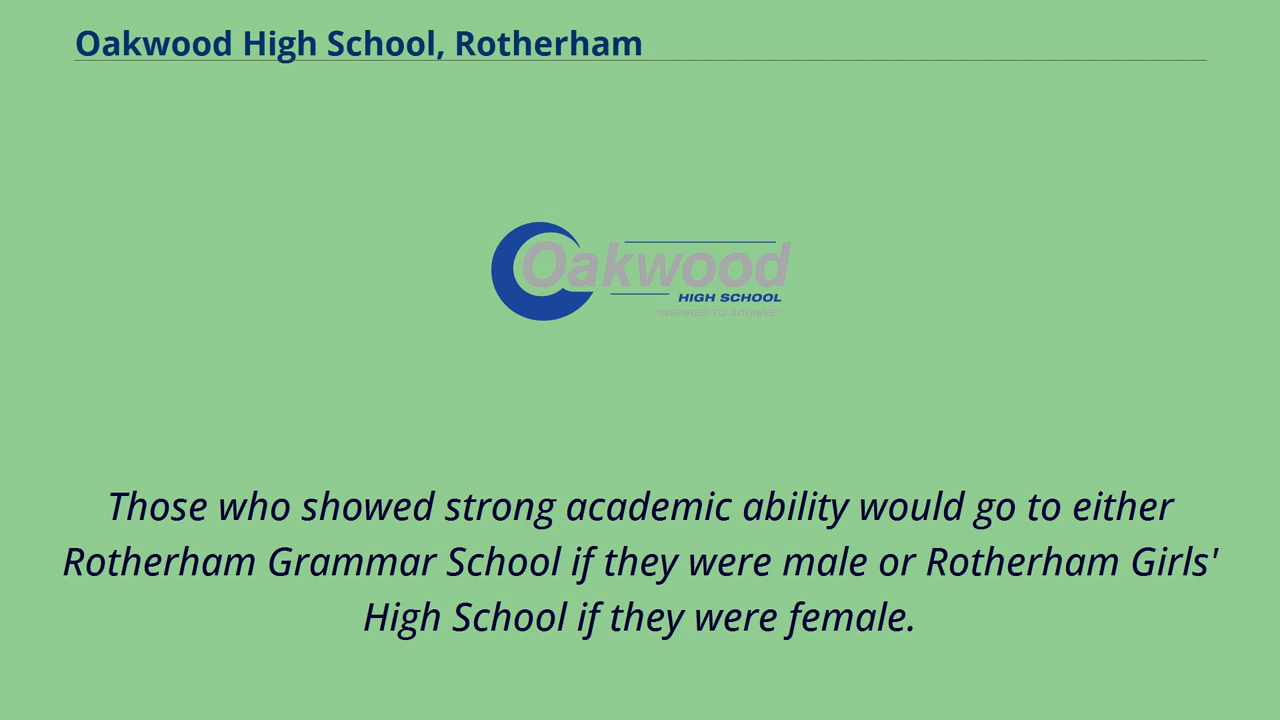 Oakwood High School, Rotherham
Oakwood
HIGH SCHOOL
'INSPIRED TO ACHIEVE'
Those who showed strong academic ability would go to either
Rotherham Grammar School if they were male or Rotherham Girls'
High School if they were female.